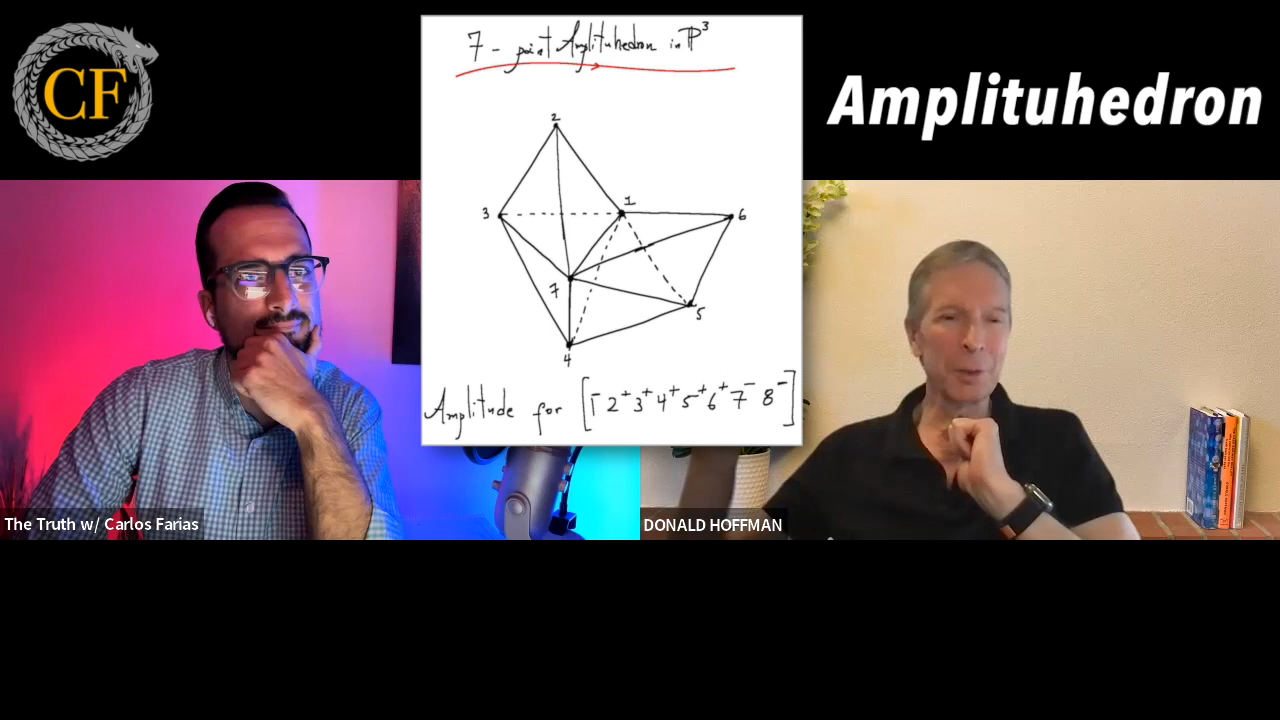 CF
7 - point Amplituhedron in P³
Amplituhedron
2
3
1
6
7
5
4
Amplitude for [1⁻ 2⁺ 3⁺ 4⁺ 5⁺ 6⁺ 7⁻ 8⁻]
The Truth w/ Carlos Farias
DONALD HOFFMAN